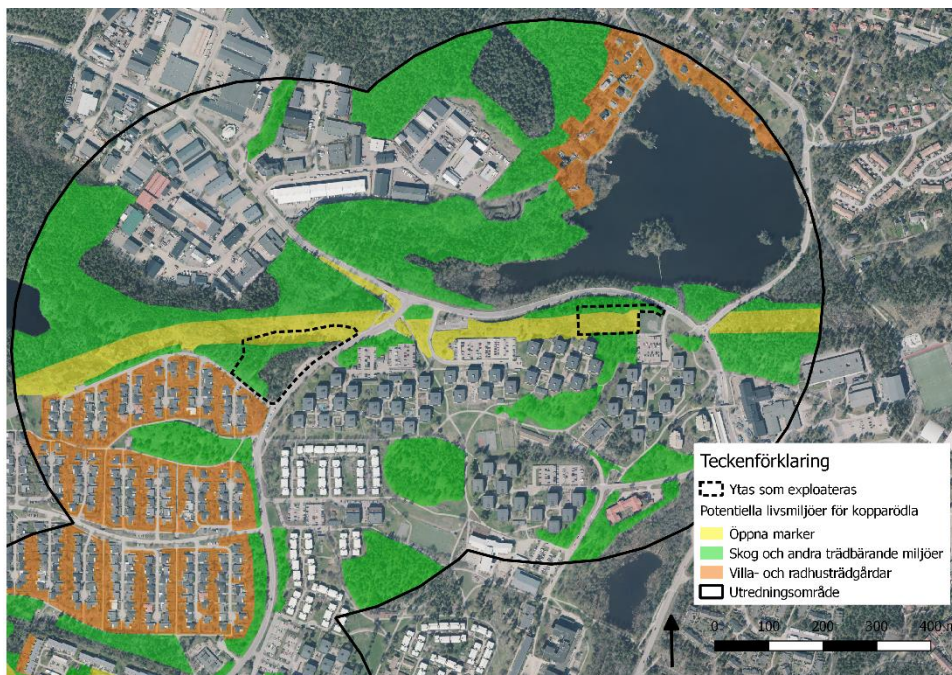 Teckenförklaring
Ytas som exploateras
Potentiella livsmiljöer för kopparödla
Öppna marker
Skog och andra trädbärande miljöer
Villa- och radhusträdgårdar
Utredningsområde
0 100 200 300 400 m